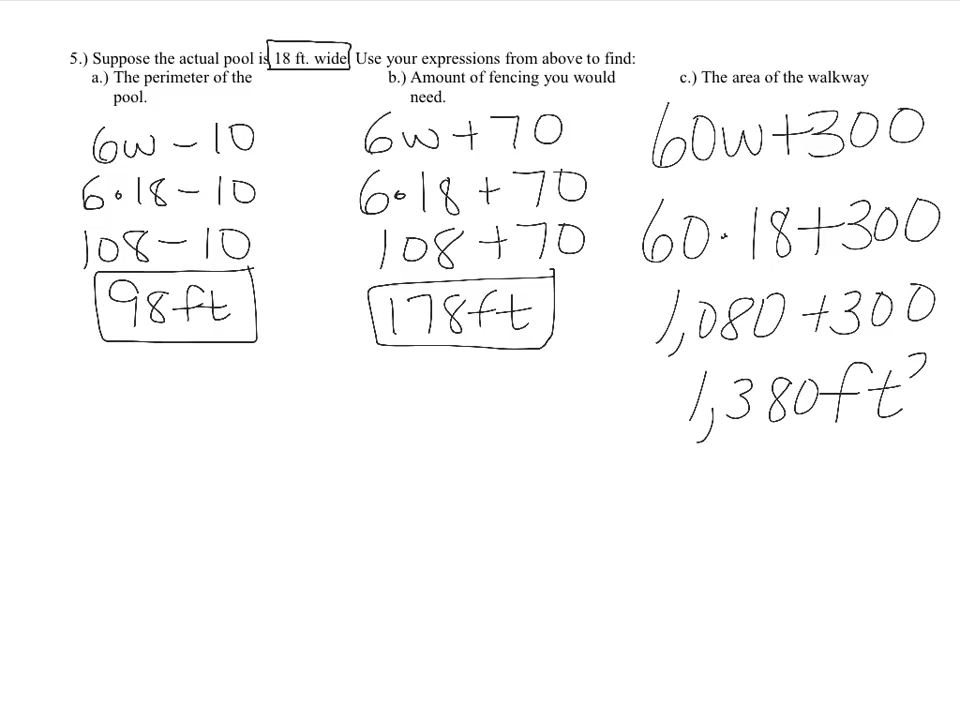 5.) Suppose the actual pool is 18 ft. wide. Use your expressions from above to find:
a.) The perimeter of the pool.
6w - 10
6·18 - 10
108 - 10
98ft
b.) Amount of fencing you would need.
6w + 70
6·18 + 70
108 + 70
178ft
c.) The area of the walkway
60w+300
60·18+300
1,080 +300
1,380ft²